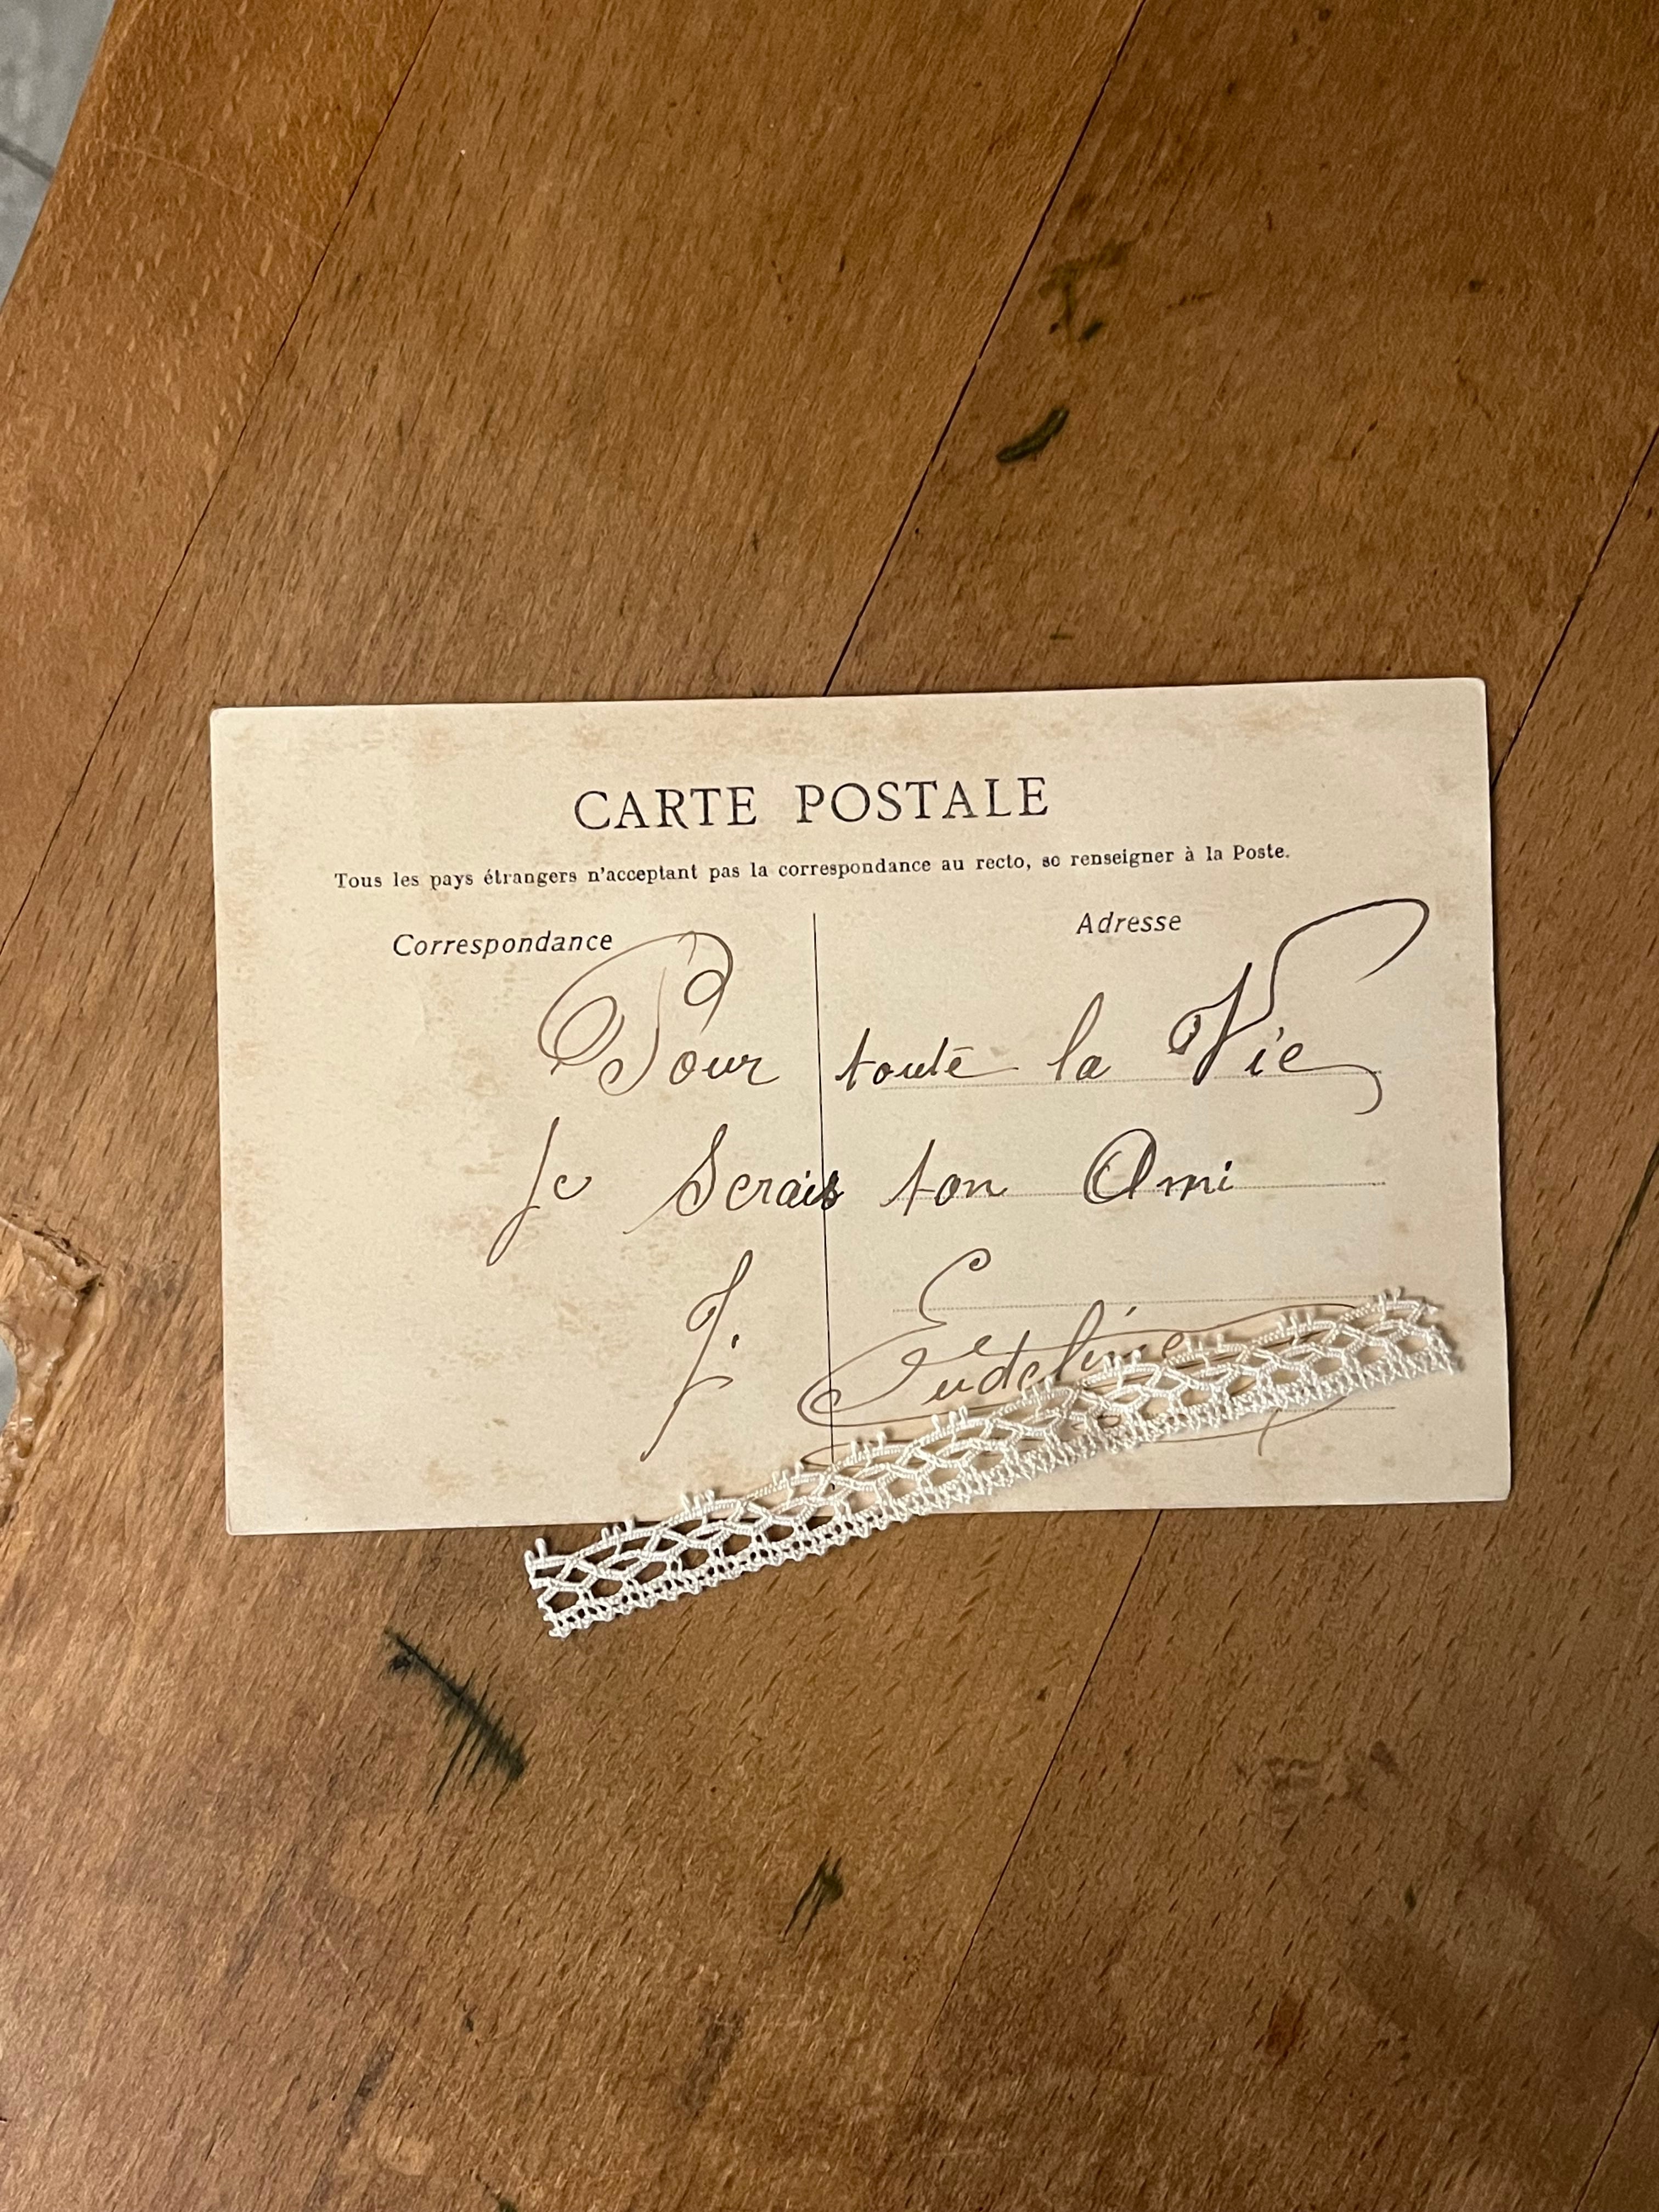 CARTE POSTALE
Tous les pays étrangers n'acceptant pas la correspondance au recto, se renseigner à la Poste.
Correspondance
Adresse
Pour toute la Vie
Je Serais ton Ami
J. Eudeline